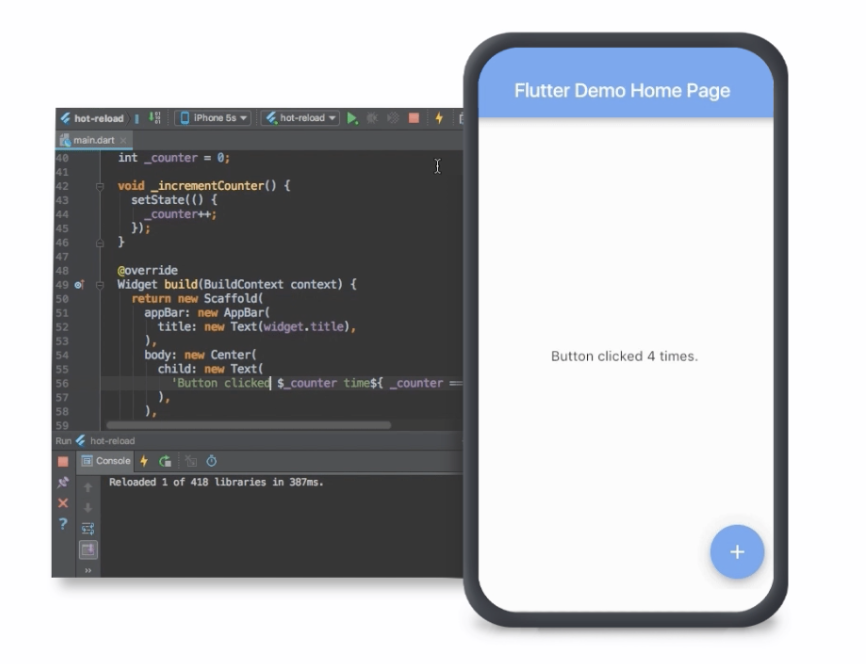 hot-reload iPhone 5s hot-reload
main.dart
40 int _counter = 0;
41
42 void _incrementCounter() {
43 setState(() {
44 _counter++;
45 });
46 }
47
48 @override
49 Widget build(BuildContext context) {
50 return new Scaffold(
51 appBar: new AppBar(
52 title: new Text(widget.title),
53 ),
54 body: new Center(
55 child: new Text(
56 'Button clicked $_counter time${ _counter ==
57 ),
58 ),
59
Run hot-reload
Console
Reloaded 1 of 418 libraries in 387ms.
?
»
Flutter Demo Home Page
Button clicked 4 times.
+